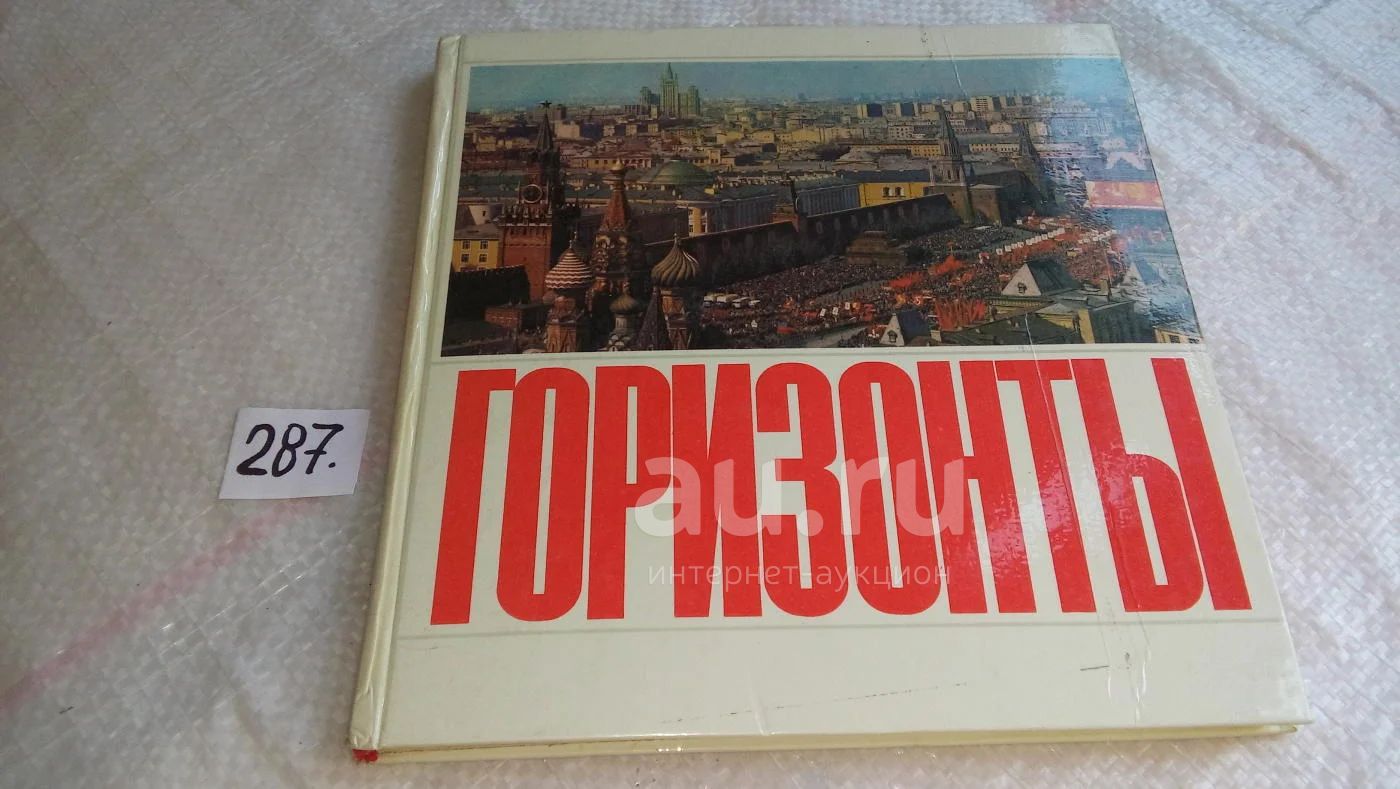 ГОРИЗОНТЫ
287.
au.ru
интернет-аукцион